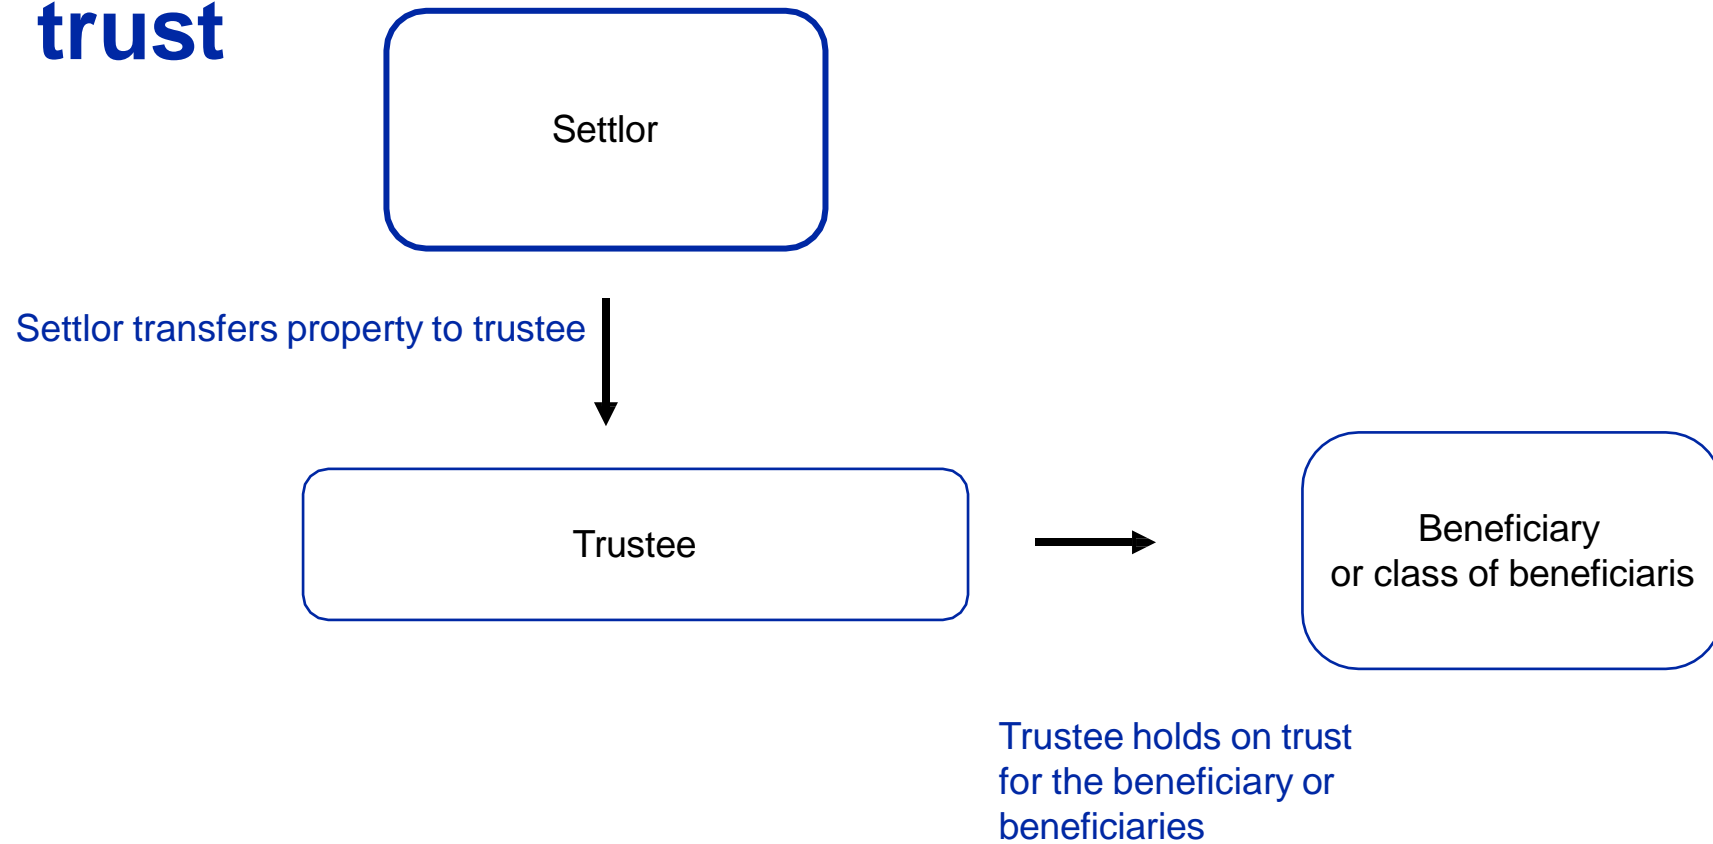 trust
Settlor
Settlor transfers property to trustee
Trustee
Beneficiary
or class of beneficiaris
Trustee holds on trust
for the beneficiary or
beneficiaries